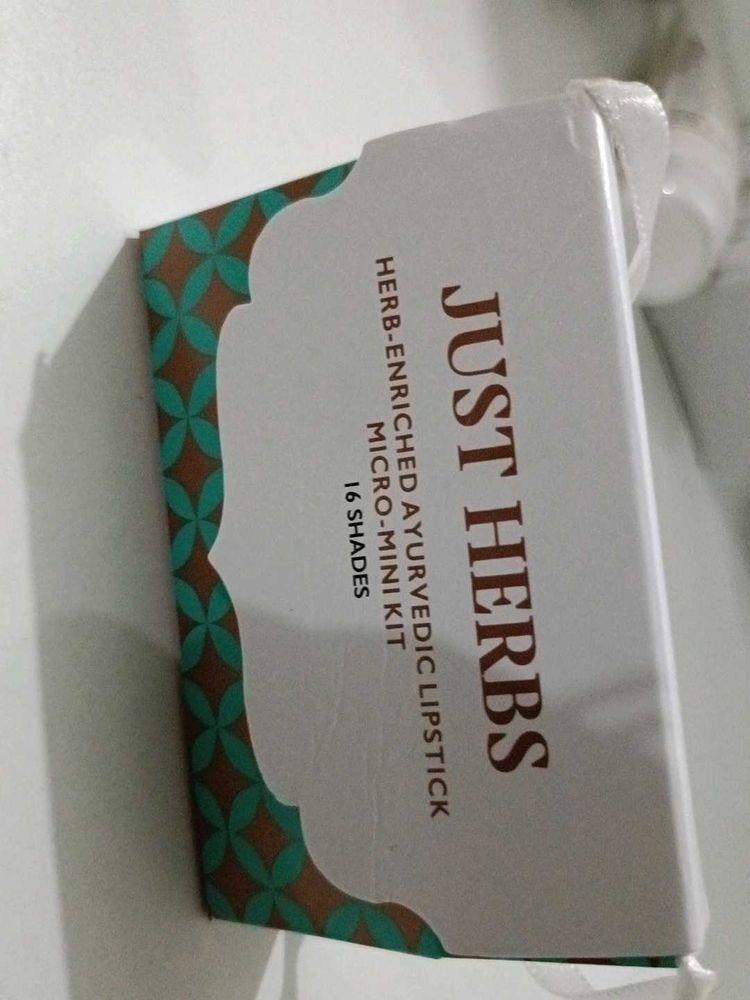 JUST HERBS
HERB-ENRICHED AYURVEDIC LIPSTICK
MICRO-MINI KIT
16 SHADES